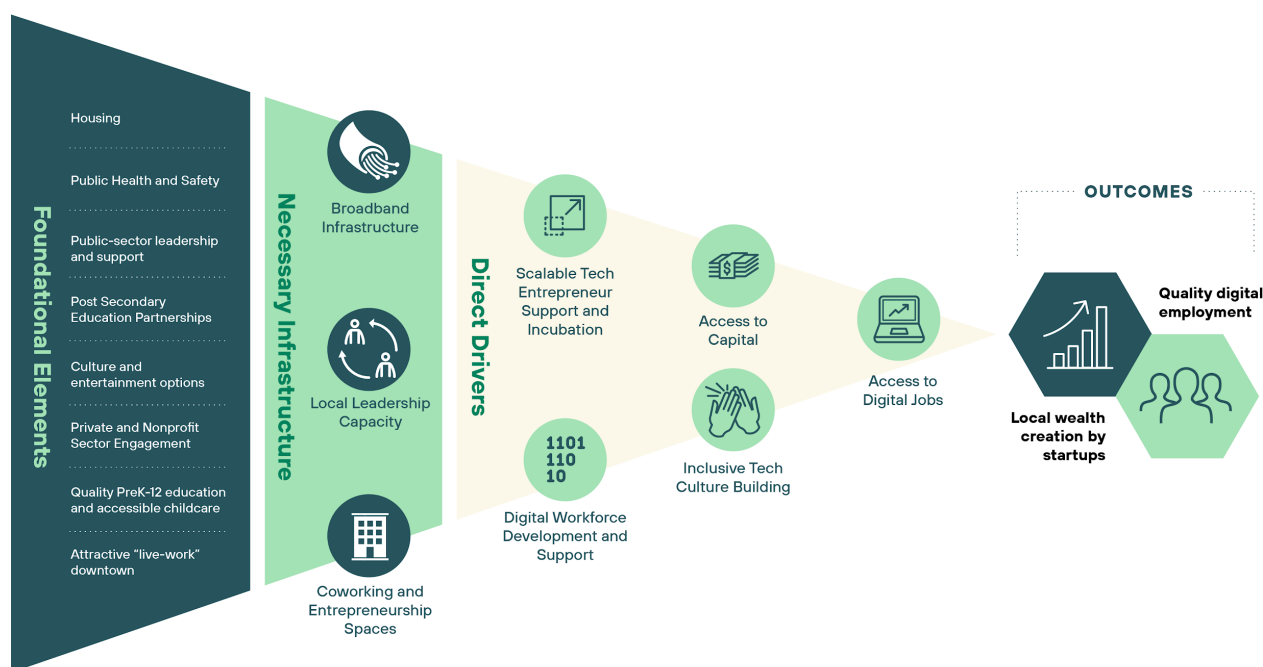 Foundational Elements
Housing
Public Health and Safety
Public-sector leadership
and support
Post Secondary
Education Partnerships
Culture and
entertainment options
Private and Nonprofit
Sector Engagement
Quality PreK-12 education
and accessible childcare
Attractive “live-work”
downtown
Necessary Infrastructure
Broadband
Infrastructure
Local Leadership
Capacity
Coworking and
Entrepreneurship
Spaces
Direct Drivers
Scalable Tech
Entrepreneur
Support and
Incubation
1101
110
10
Digital Workforce
Development and
Support
$
Access to
Capital
Inclusive Tech
Culture Building
Access to
Digital Jobs
OUTCOMES
Quality digital
employment
Local wealth
creation by
startups